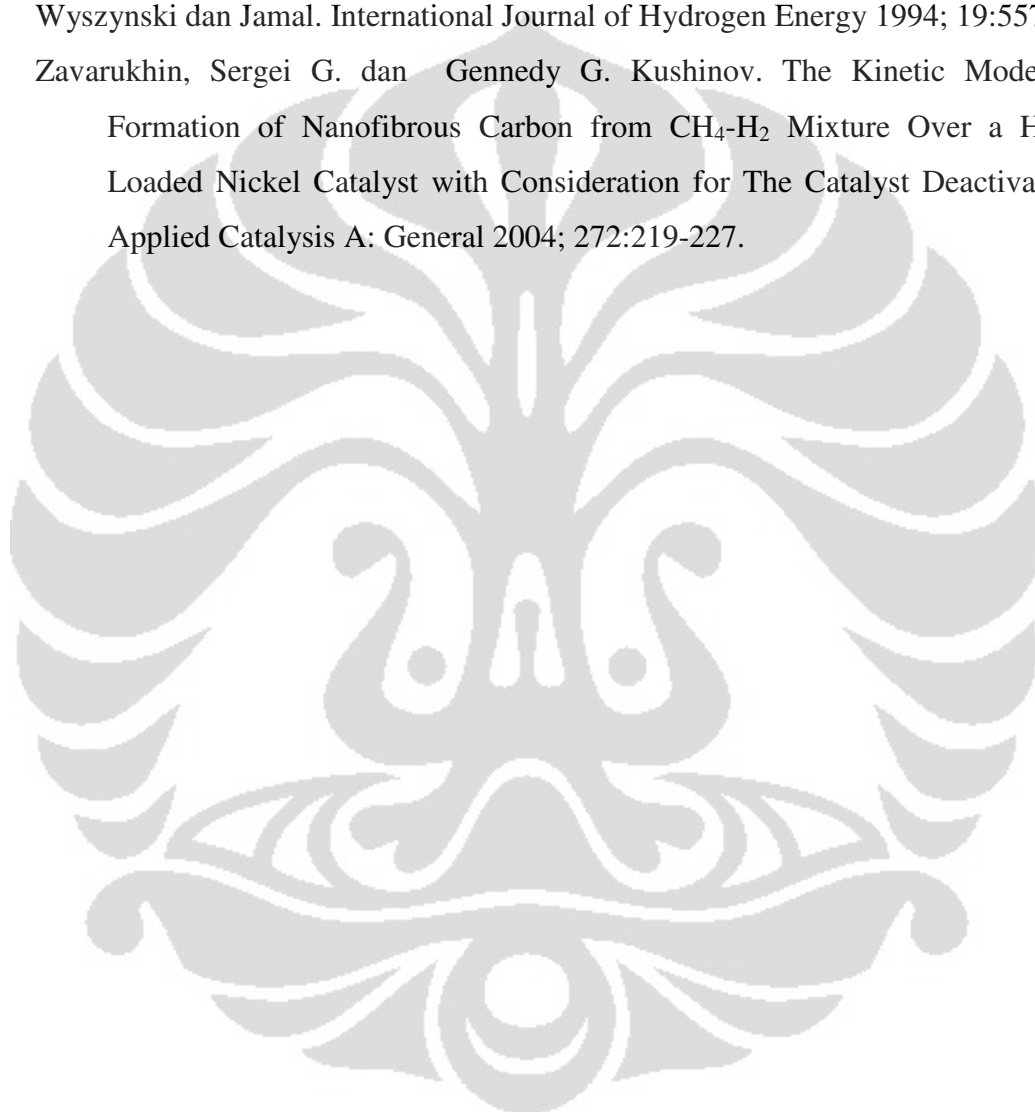 Wyszynski dan Jamal. International Journal of Hydrogen Energy 1994; 19:557
Zavarukhin, Sergei G. dan Gennedy G. Kushinov. The Kinetic Mode
Formation of Nanofibrous Carbon from CH₄-H₂ Mixture Over a H
Loaded Nickel Catalyst with Consideration for The Catalyst Deactiva
Applied Catalysis A: General 2004; 272:219-227.